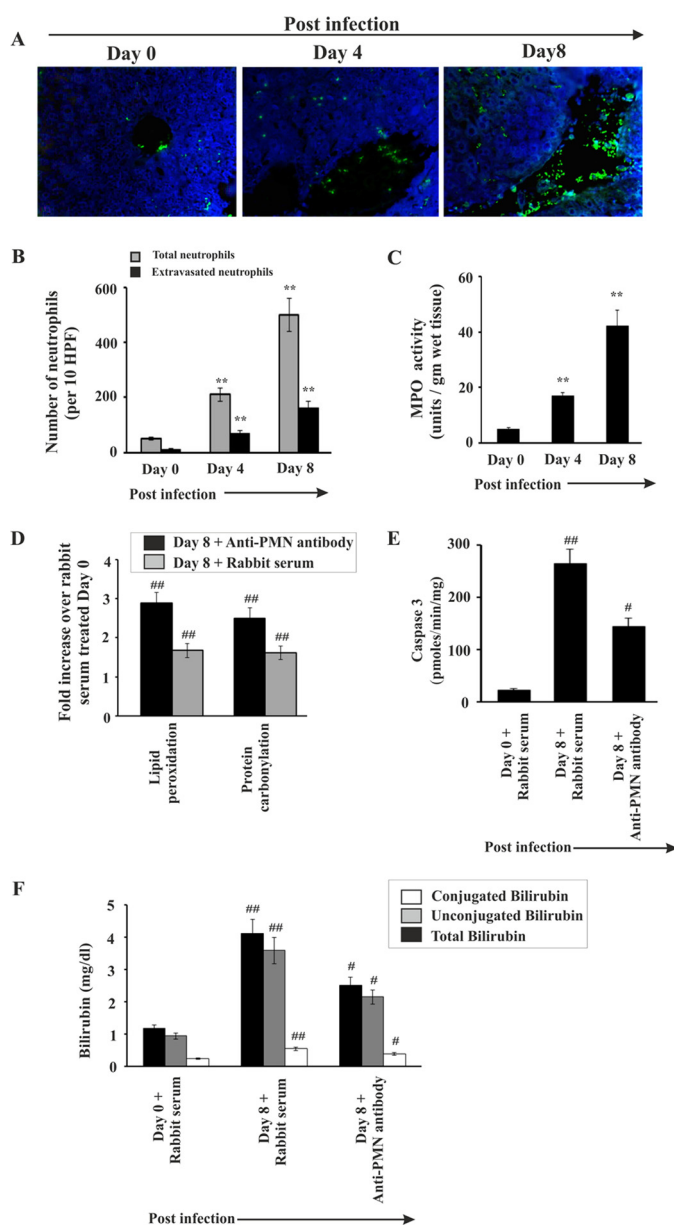 Post infection
A
Day 0
Day 4
Day8
B
Total neutrophils
Extravasated neutrophils
Number of neutrophils
(per 10 HPF)
600
400
200
0
**
**
**
**
Day 0
Day 4
Day 8
Post infection
C
MPO activity
(units / gm wet tissue)
60
40
20
0
**
**
Day 0
Day 4
Day 8
Post infection
D
Day 8 + Anti-PMN antibody
Day 8 + Rabbit serum
Fold increase over rabbit
serum treated Day 0
4
3
2
1
0
##
##
##
##
Lipid
peroxidation
Protein
carbonylation
E
Caspase 3
(pmoles/min/mg)
300
200
100
0
##
#
Day 0 +
Rabbit serum
Day 8 +
Rabbit serum
Day 8 +
Anti-PMN antibody
Post infection
F
Conjugated Bilirubin
Unconjugated Bilirubin
Total Bilirubin
Bilirubin (mg/dl)
5
4
3
2
1
0
##
##
##
#
#
#
Day 0 +
Rabbit serum
Day 8 +
Rabbit serum
Day 8 +
Anti-PMN antibody
Post infection